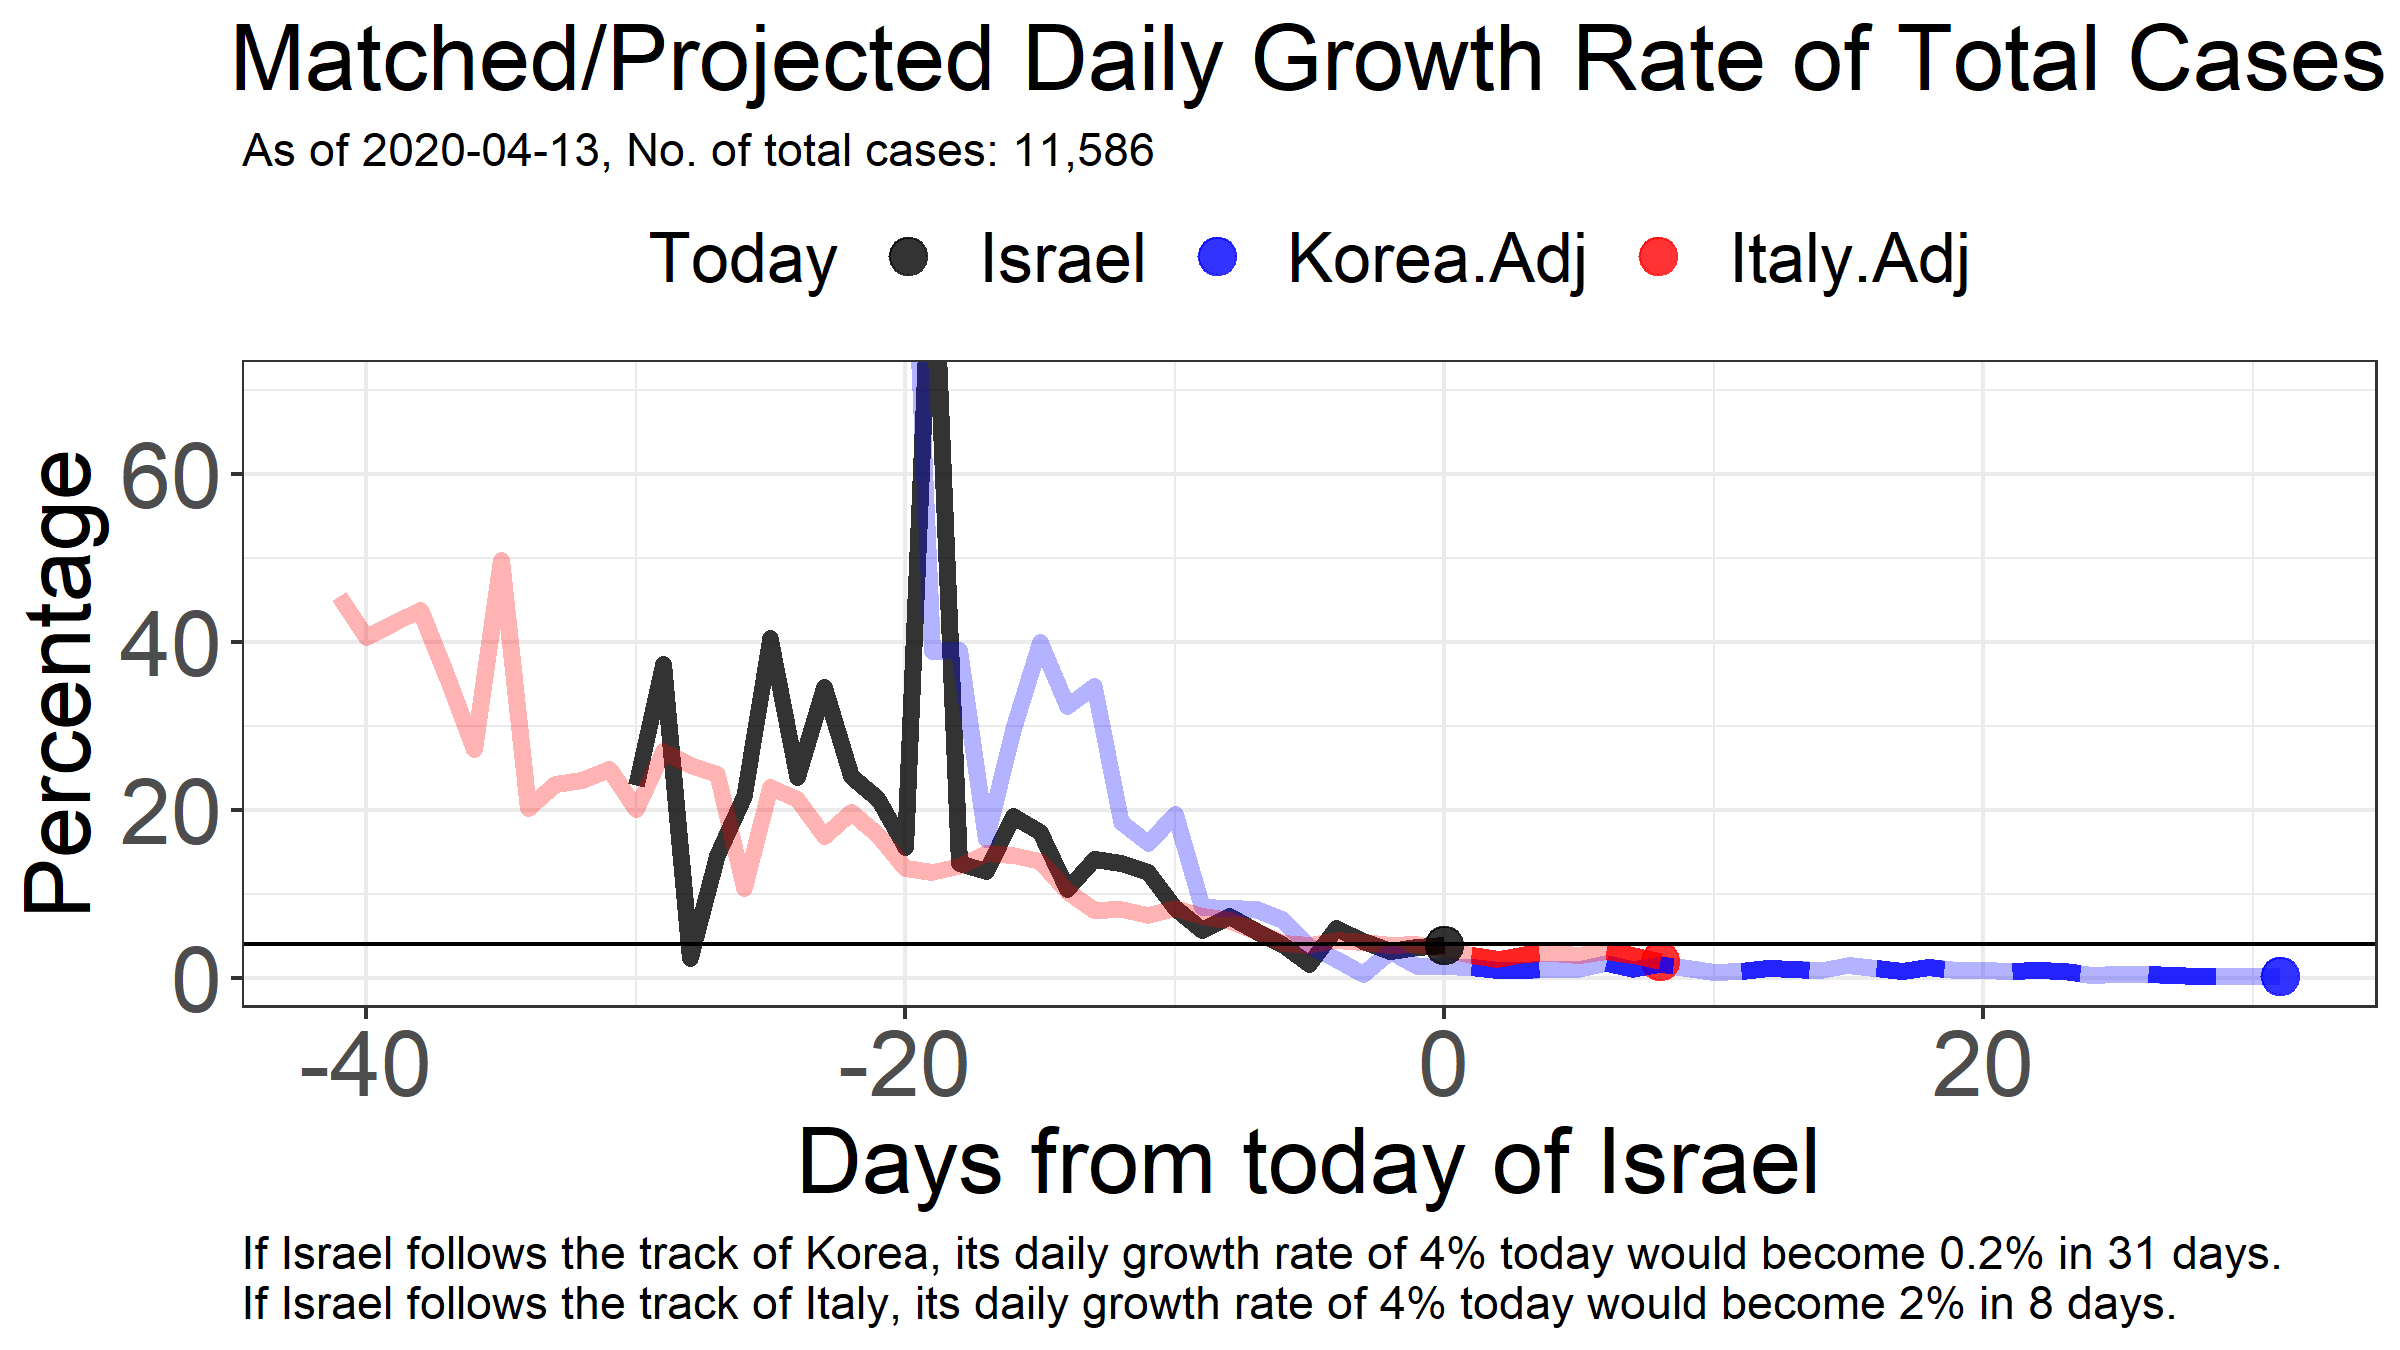 Matched/Projected Daily Growth Rate of Total Cases
As of 2020-04-13, No. of total cases: 11,586
Today Israel Korea.Adj Italy.Adj
Percentage
60
40
20
0
-40 -20 0 20
Days from today of Israel
If Israel follows the track of Korea, its daily growth rate of 4% today would become 0.2% in 31 days.
If Israel follows the track of Italy, its daily growth rate of 4% today would become 2% in 8 days.